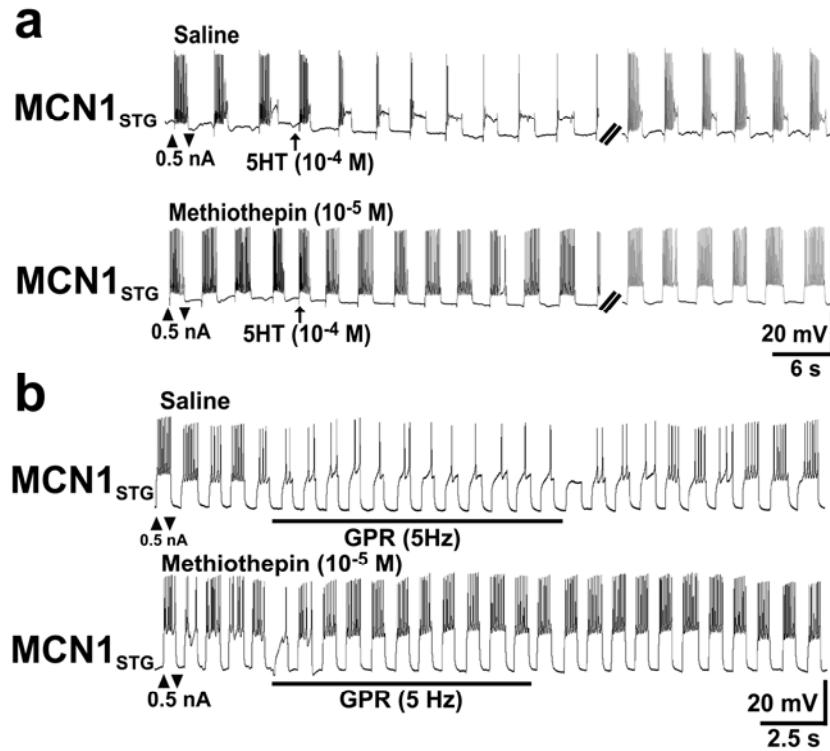 a
Saline
MCN1STG
0.5 nA
5HT (10-4 M)
Methiothepin (10-5 M)
MCN1STG
0.5 nA
5HT (10-4 M)
20 mV
6 s
b
Saline
MCN1STG
0.5 nA
GPR (5Hz)
Methiothepin (10-5 M)
MCN1STG
0.5 nA
GPR (5 Hz)
20 mV
2.5 s